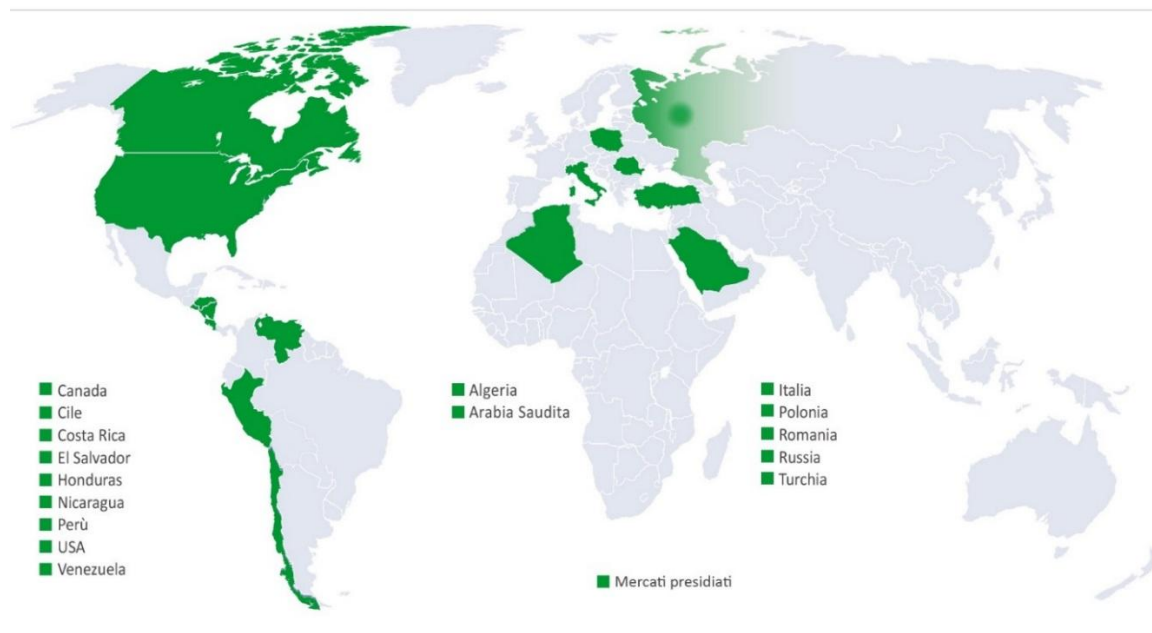 Canada
Cile
Costa Rica
El Salvador
Honduras
Nicaragua
Perù
USA
Venezuela
Algeria
Arabia Saudita
Italia
Polonia
Romania
Russia
Turchia
Mercati presidiati